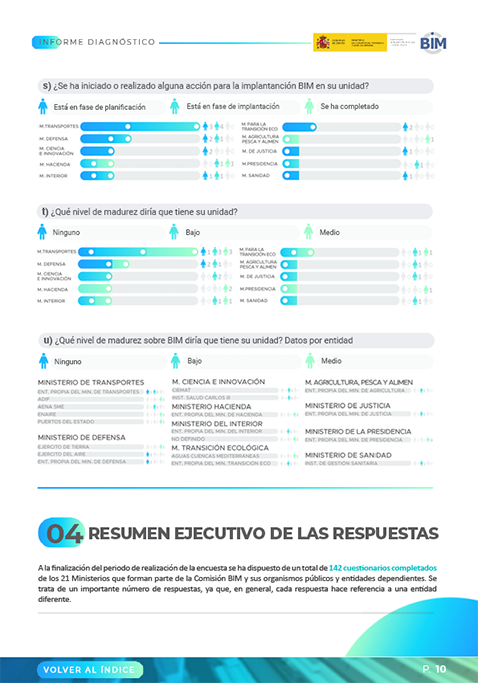 INFORME DIAGNÓSTICO
BIM
s) ¿Se ha iniciado o realizado alguna acción para la implantanción BIM en su unidad?
Está en fase de planificación
Está en fase de implantación
Se ha completado
M.TRANSPORTES
M. DEFENSA
M. CIENCIA
E INNOVACIÓN
M. HACIENDA
M. INTERIOR
M. PARA LA
TRANSICIÓN ECO
M. AGRICULTURA
PESCA Y ALIMEN
M. DE JUSTICIA
M.PRESIDENCIA
M. SANIDAD
t) ¿Qué nivel de madurez diría que tiene su unidad?
Ninguno
Bajo
Medio
M.TRANSPORTES
M. DEFENSA
M. CIENCIA
E INNOVACIÓN
M. HACIENDA
M. INTERIOR
M. PARA LA
TRANSICIÓN ECO
M. AGRICULTURA
PESCA Y ALIMEN
M. DE JUSTICIA
M.PRESIDENCIA
M. SANIDAD
u) ¿Qué nivel de madurez sobre BIM diría que tiene su unidad? Datos por entidad
Ninguno
Bajo
Medio
MINISTERIO DE TRANSPORTES
ENT. PROPIA DEL MIN. DE TRANSPORTES
ADIF
AENA SME
ENAIRE
PUERTOS DEL ESTADO
MINISTERIO DE DEFENSA
EJERCITO DE TIERRA
EJERCITO DEL AIRE
ENT. PROPIA DEL MIN. DE DEFENSA
M. CIENCIA E INNOVACIÓN
CIEMAT
INST. SALUD CARLOS III
MINISTERIO HACIENDA
ENT. PROPIA DEL MIN. DE HACIENDA
MINISTERIO DEL INTERIOR
ENT. PROPIA DEL MIN. DEL INTERIOR
NO DEFINIDO
M. TRANSICIÓN ECOLÓGICA
AGUAS CUENCAS MEDITERRÁNEAS
ENT. PROPIA DEL MIN. TRANSICIÓN ECO
M. AGRICULTURA, PESCA Y ALIMEN
ENT. PROPIA DEL MIN. DE AGRICULTURA
MINISTERIO DE JUSTICIA
ENT. PROPIA DEL MIN. DE JUSTICIA
MINISTERIO DE LA PRESIDENCIA
ENT. PROPIA DEL MIN. DE PRESIDENCIA
MINISTERIO DE SANIDAD
INST. DE GESTIÓN SANITARIA
04 RESUMEN EJECUTIVO DE LAS RESPUESTAS
A la finalización del periodo de realización de la encuesta se ha dispuesto de un total de 142 cuestionarios completados
de los 21 Ministerios que forman parte de la Comisión BIM y sus organismos públicos y entidades dependientes. Se
trata de un importante número de respuestas, ya que, en general, cada respuesta hace referencia a una entidad
diferente.
VOLVER AL ÍNDICE
P. 10